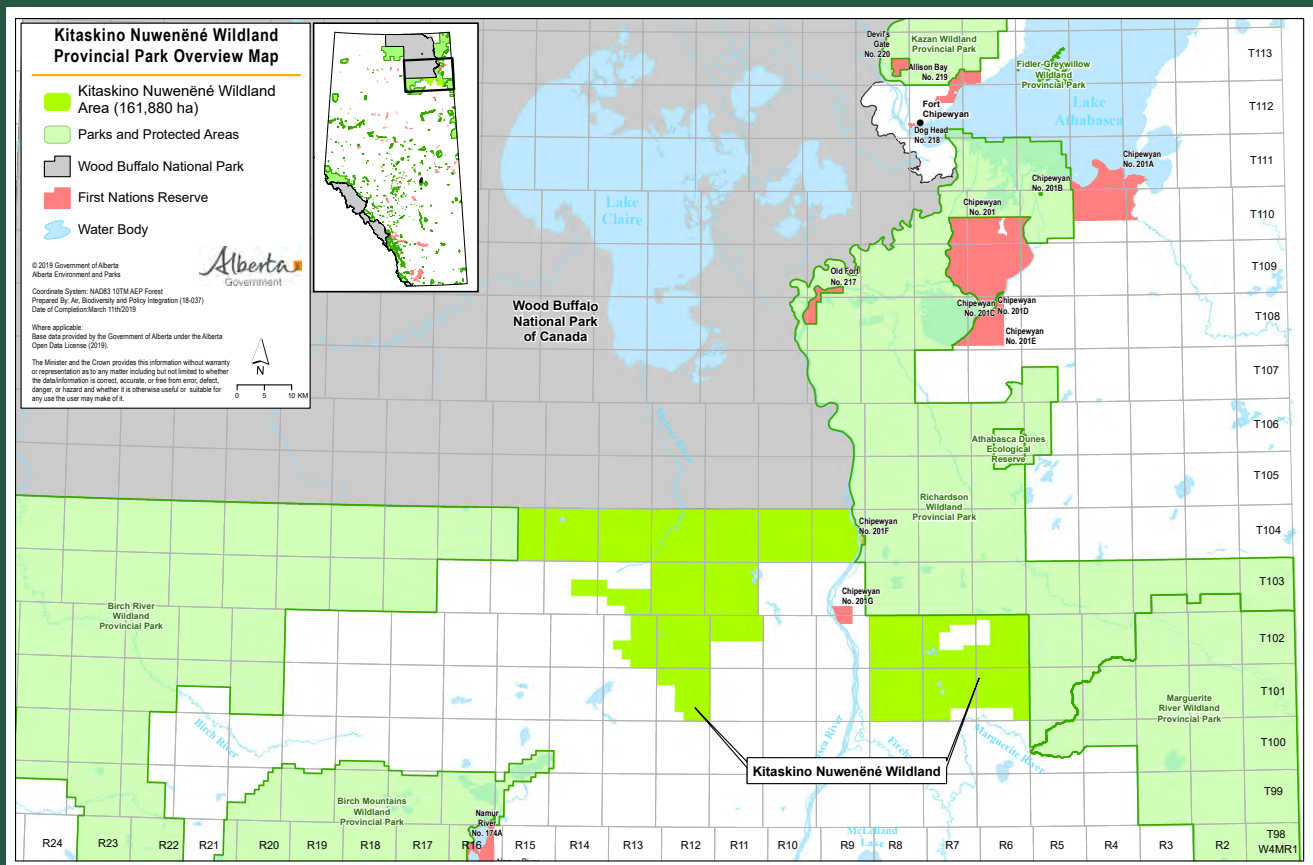 Kitaskino Nuwenëné Wildland
Provincial Park Overview Map
Kitaskino Nuwenëné Wildland
Area (161,880 ha)
Parks and Protected Areas
Wood Buffalo National Park
First Nations Reserve
Water Body
Alberta
Government
© 2019 Government of Alberta
Alberta Environment and Parks
Coordinate System: NAD83 10TM AEP Forest
Prepared By: Air, Biodiversity and Policy Integration (18-037)
Date of Completion:March 11th/2019
Where applicable:
Base data provided by the Government of Alberta under the Alberta
Open Data License (2019).
The Minister and the Crown provides this information without warranty
or representation as to any matter including but not limited to whether
the data/information is correct, accurate, or free from error, defect,
danger, or hazard and whether it is otherwise useful or suitable for
any use the user may make of it.
N
0 5 10 KM
Devil's
Gate
No. 220
Kazan Wildland
Provincial Park
Allison Bay
No. 219
Fidler-Greywillow
Wildland
Provincial Park
Fort
Chipewyan
Dog Head
No. 218
Lake
Athabasca
Chipewyan
No. 201A
Chipewyan
No. 201B
Chipewyan
No. 201
Lake
Claire
Old Fort
No. 217
Wood Buffalo
National Park
of Canada
Chipewyan
No. 201C
Chipewyan
No. 201D
Chipewyan
No. 201E
McIvor River
Athabasca Dunes
Ecological
Reserve
Richardson
Wildland
Provincial Park
Chipewyan
No. 201F
Chipewyan
No. 201G
Birch River
Wildland
Provincial Park
Marguerite
River Wildland
Provincial Park
Birch River
Marguerite River
Kitaskino Nuwenëné Wildland
Birch Mountains
Wildland
Provincial Park
Namur
River
No. 174A
McLelland
Lake
T113
T112
T111
T110
T109
T108
T107
T106
T105
T104
T103
T102
T101
T100
T99
T98
W4MR1
R24 R23 R22 R21 R20 R19 R18 R17 R16 R15 R14 R13 R12 R11 R10 R9 R8 R7 R6 R5 R4 R3 R2